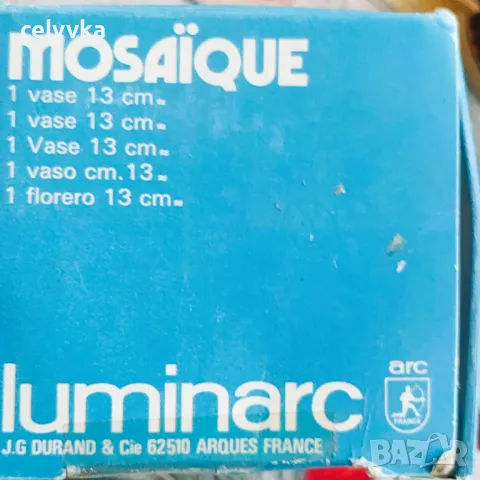 celyvka
mosaïque
1 vase 13 cm.
1 vase 13 cm.
1 Vase 13 cm.
1 vaso cm.13.
1 florero 13 cm.
luminarc
arc
FRANCE
J.G DURAND & Cie 62510 ARQUES FRANCE
BAZAR